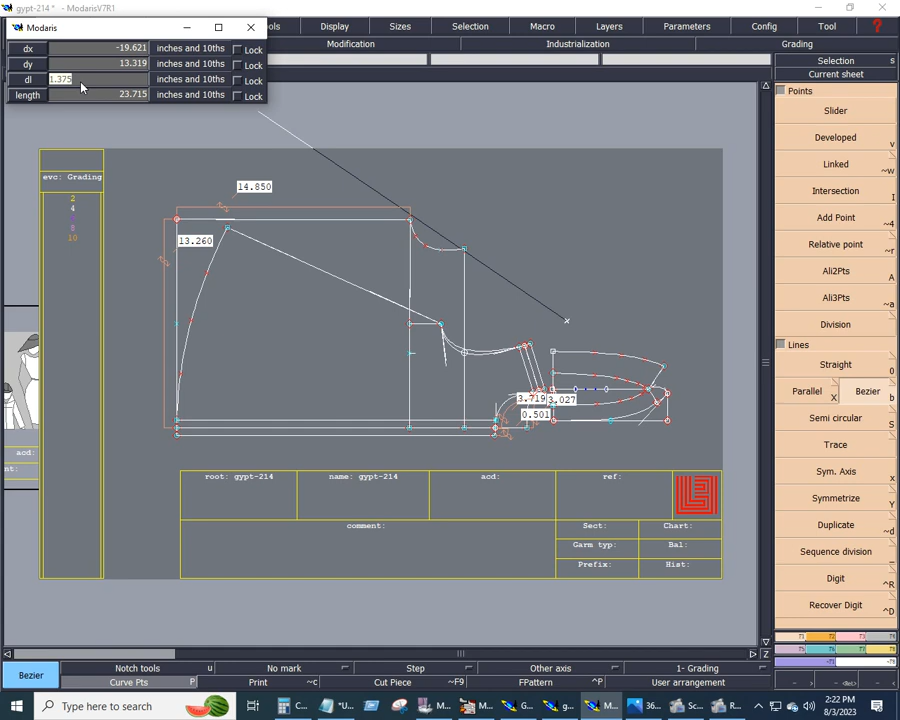 gypt-214 * - ModarisV7R1
Modaris
dx -19.621 inches and 10ths Lock
dy 13.319 inches and 10ths Lock
dl 1.375 inches and 10ths Lock
length 23.715 inches and 10ths Lock
Display Sizes Selection Macro Layers Parameters Config Tool ?
Modification Industrialization Grading
Selection s
Current sheet
Points
Slider
Developed v
Linked ~w
Intersection I
Add Point 4
Relative point ~r
Ali2Pts
Ali3Pts ~a
Division
Lines
Straight 0
Parallel X Bezier b
Semi circular S
Trace
Sym. Axis x
Symmetrize Y
Duplicate ~d
Sequence division _
Digit r
Recover Digit ^D
evc: Grading
2
4
8
10
14.850
13.260
3.719
3.027
0.501
acd:
nt:
root: gypt-214 name: gypt-214 acd: ref:
comment: Sect: Chart:
Garm typ: Bal:
Prefix: Hist:
Bezier
Notch tools u No mark Step Other axis 1- Grading
Curve Pts P Print ~c Cut Piece ~F9 FPattern ^P User arrangement
Type here to search
2:22 PM
8/3/2023